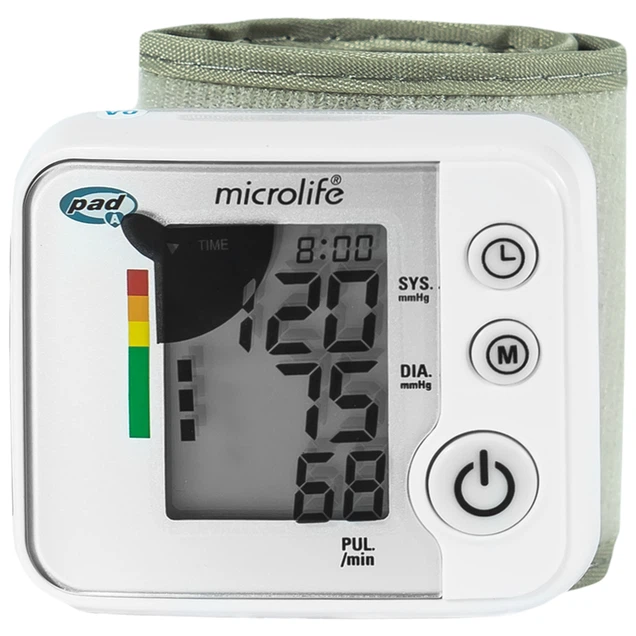 microlife®
pad
A
TIME
8:00
120
SYS.
mmHg
M
75
DIA.
mmHg
68
PUL.
/min